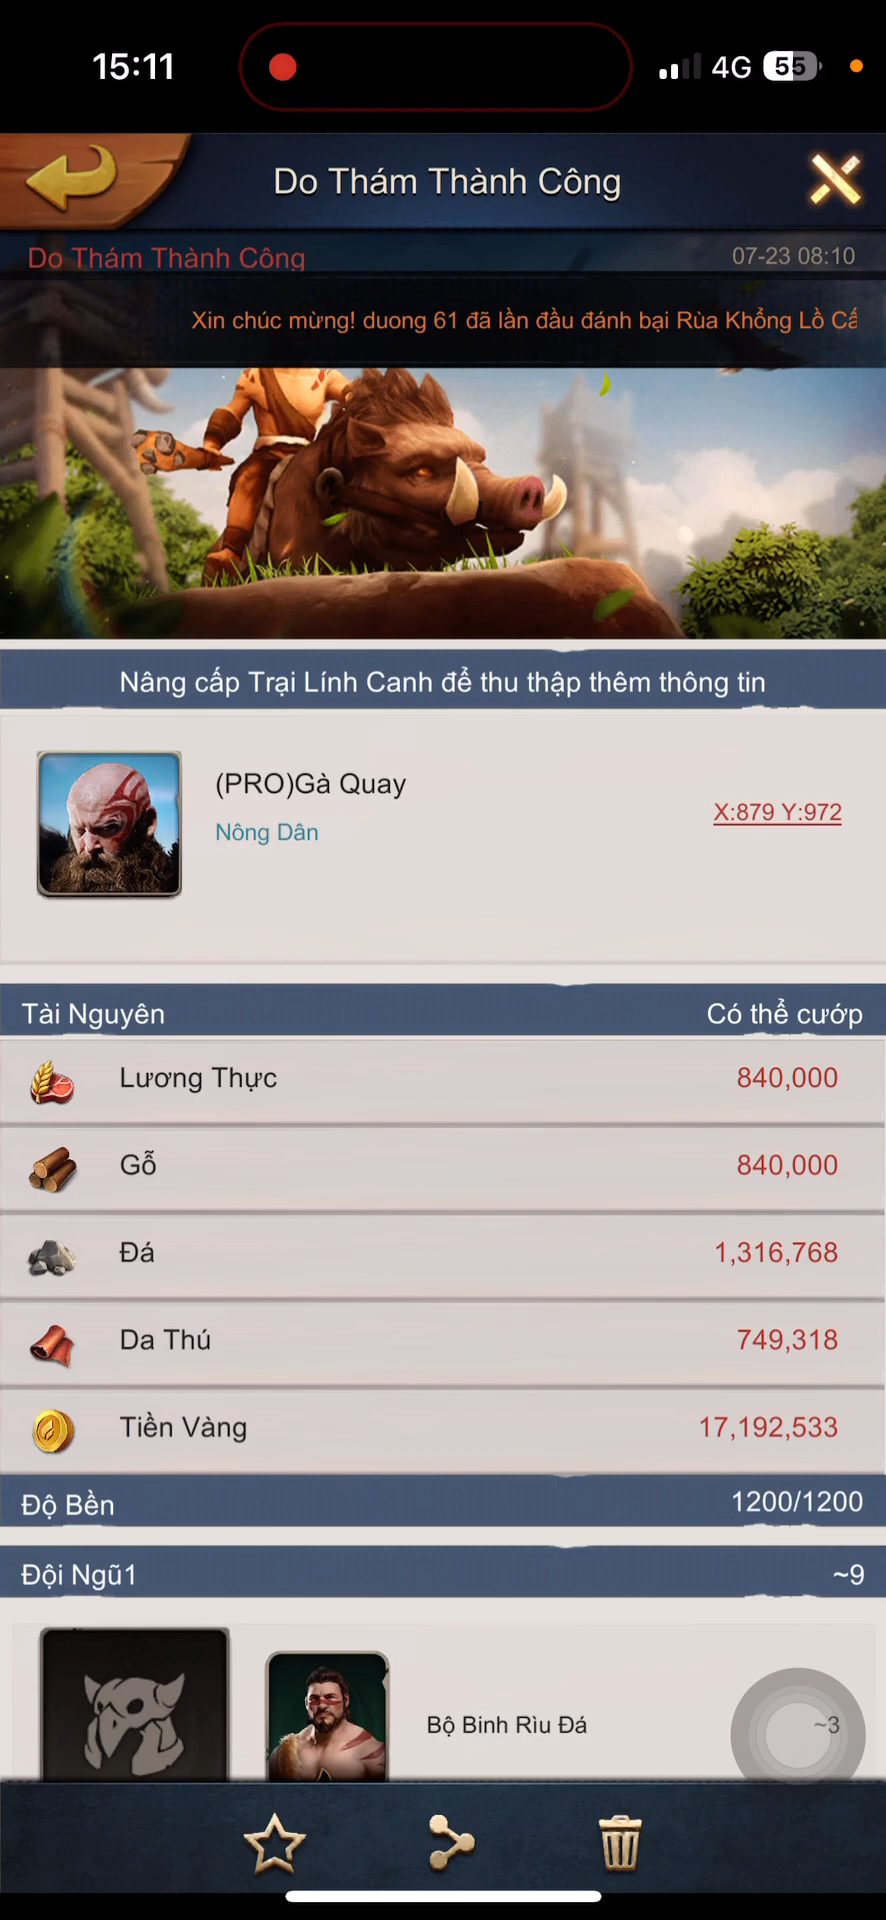 15:11
4G 55
Do Thám Thành Công
Do Thám Thành Công 07-23 08:10
Xin chúc mừng! duong 61 đã lần đầu đánh bại Rùa Khổng Lồ Cấ
Nâng cấp Trại Lính Canh để thu thập thêm thông tin
(PRO)Gà Quay
Nông Dân
X:879 Y:972
Tài Nguyên Có thể cướp
Lương Thực 840,000
Gỗ 840,000
Đá 1,316,768
Da Thú 749,318
Tiền Vàng 17,192,533
Độ Bền 1200/1200
Đội Ngũ1 ~9
Bộ Binh Rìu Đá ~3